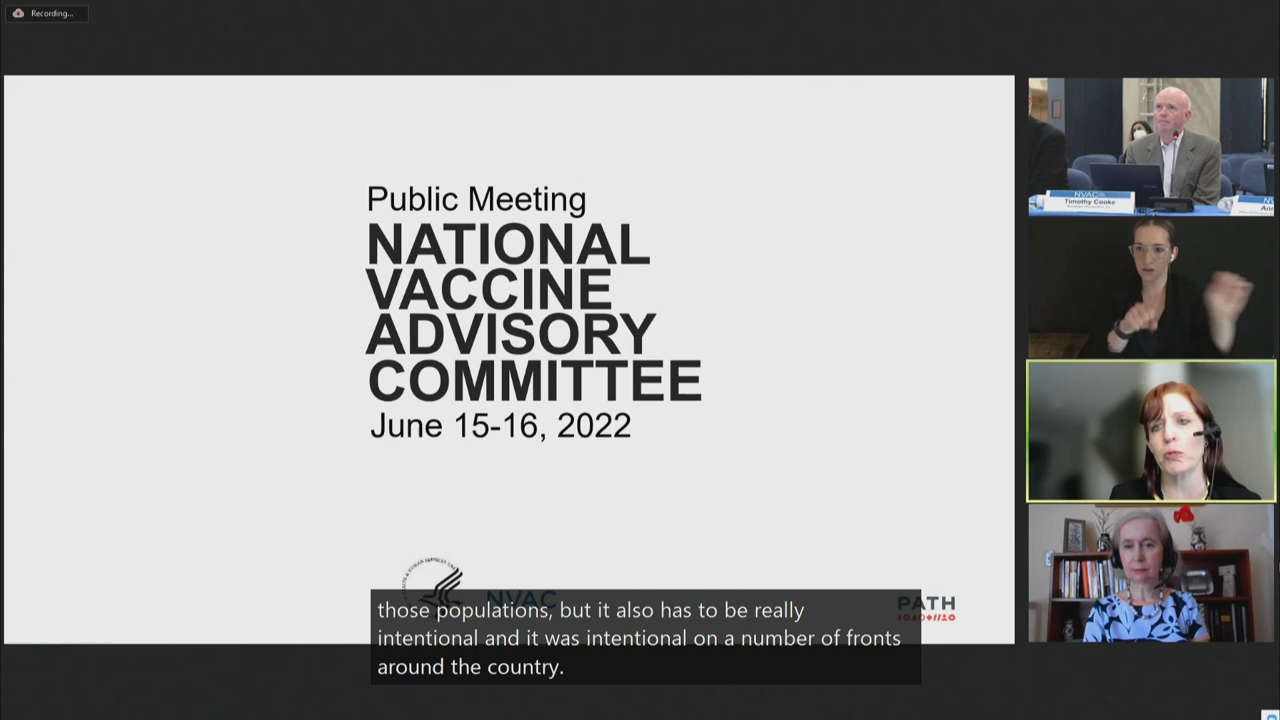 Recording...
Public Meeting
NATIONAL
VACCINE
ADVISORY
COMMITTEE
June 15-16, 2022
NVAC
PATH
those populations, but it also has to be really
intentional and it was intentional on a number of fronts
around the country.
NVAC
Timothy Cooke